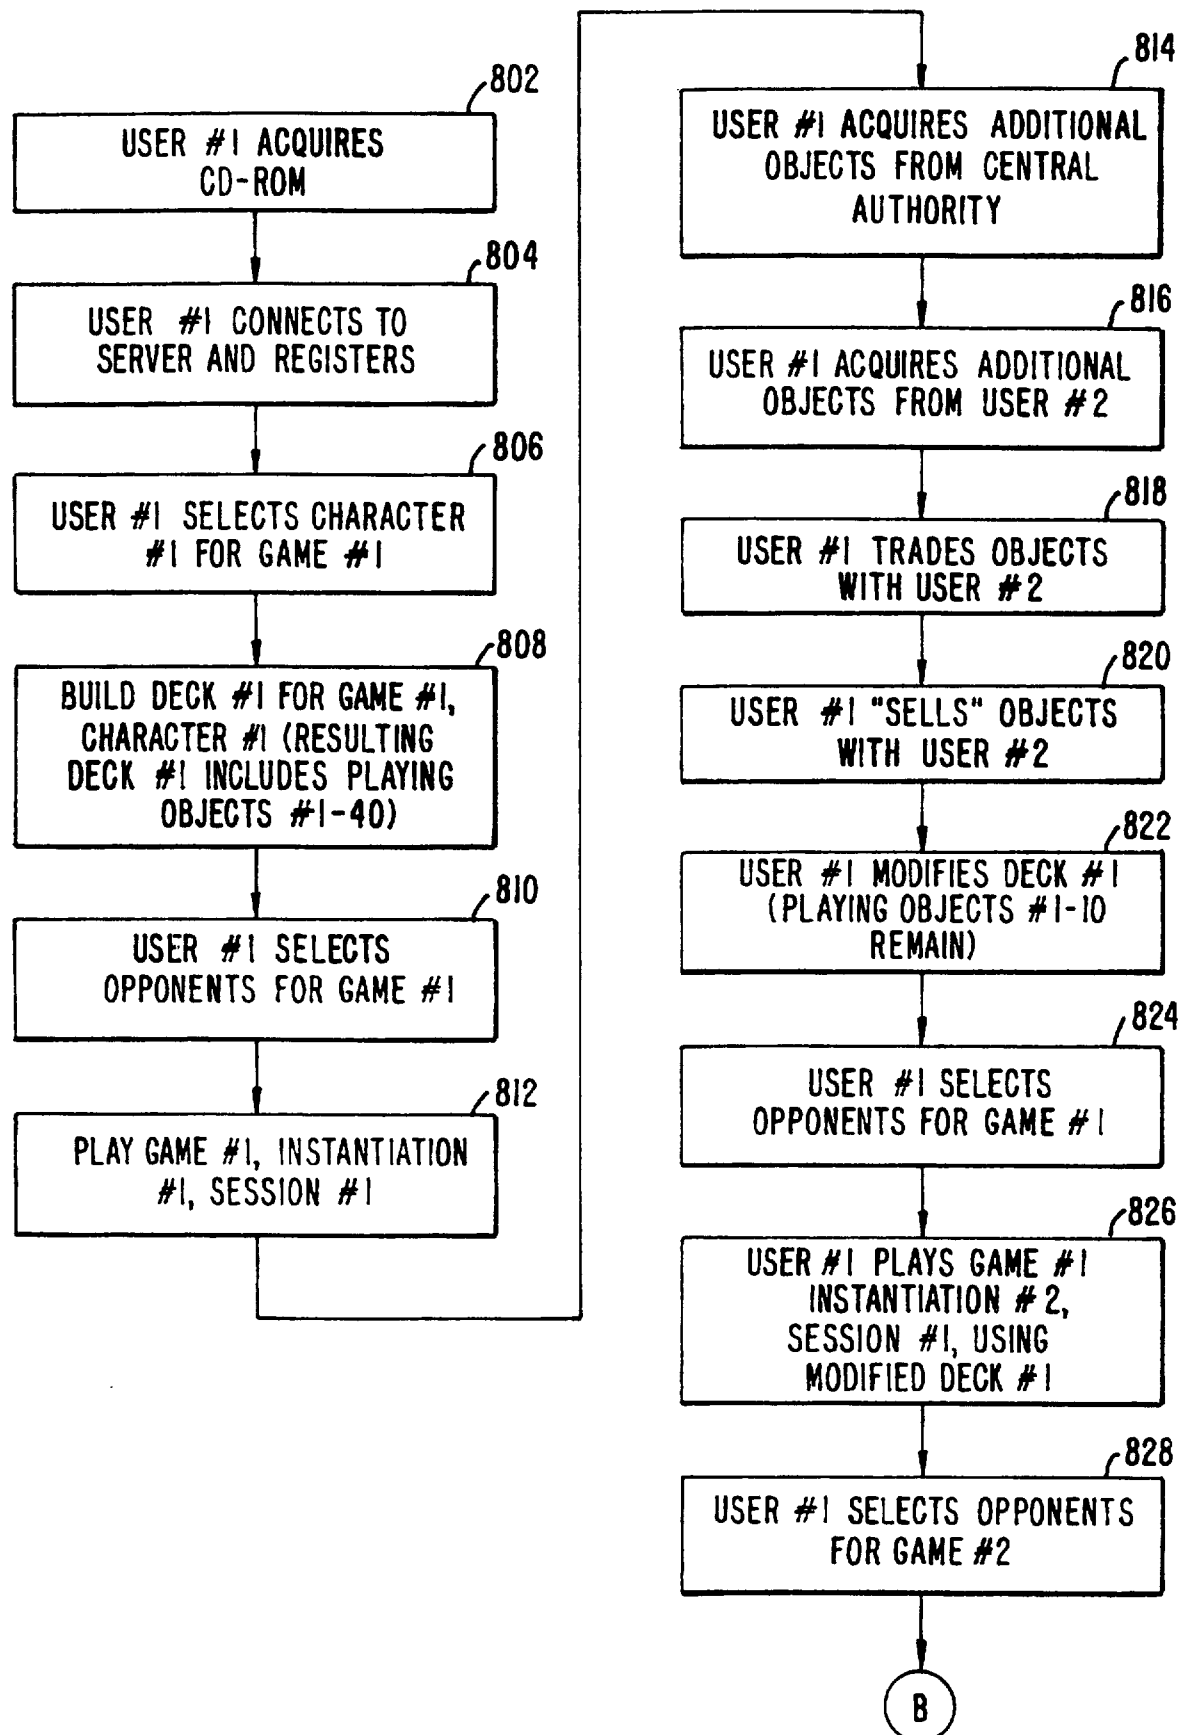 802
USER #1 ACQUIRES
CD-ROM
804
USER #1 CONNECTS TO
SERVER AND REGISTERS
806
USER #1 SELECTS CHARACTER
#1 FOR GAME #1
808
BUILD DECK #1 FOR GAME #1,
CHARACTER #1 (RESULTING
DECK #1 INCLUDES PLAYING
OBJECTS #1-40)
810
USER #1 SELECTS
OPPONENTS FOR GAME #1
812
PLAY GAME #1, INSTANTIATION
#1, SESSION #1
814
USER #1 ACQUIRES ADDITIONAL
OBJECTS FROM CENTRAL
AUTHORITY
816
USER #1 ACQUIRES ADDITIONAL
OBJECTS FROM USER #2
818
USER #1 TRADES OBJECTS
WITH USER #2
820
USER #1 "SELLS" OBJECTS
WITH USER #2
822
USER #1 MODIFIES DECK #1
(PLAYING OBJECTS #1-10
REMAIN)
824
USER #1 SELECTS
OPPONENTS FOR GAME #1
826
USER #1 PLAYS GAME #1
INSTANTIATION #2,
SESSION #1, USING
MODIFIED DECK #1
828
USER #1 SELECTS OPPONENTS
FOR GAME #2
B